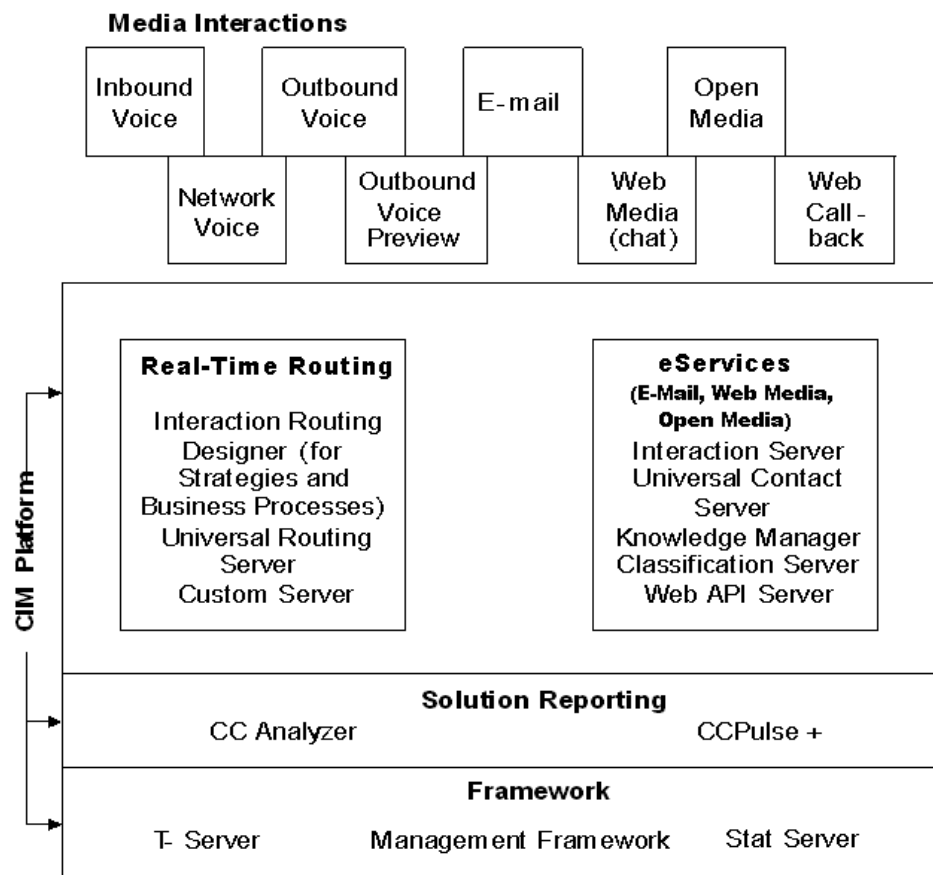 Media Interactions
Inbound
Voice
Outbound
Voice
E-mail
Open
Media
Network
Voice
Outbound
Voice
Preview
Web
Media
(chat)
Web
Call-
back
CIM Platform
Real-Time Routing
Interaction Routing
Designer (for
Strategies and
Business Processes)
Universal Routing
Server
Custom Server
eServices
(E-Mail, Web Media,
Open Media)
Interaction Server
Universal Contact
Server
Knowledge Manager
Classification Server
Web API Server
Solution Reporting
CC Analyzer
CCPulse +
Framework
T- Server
Management Framework
Stat Server